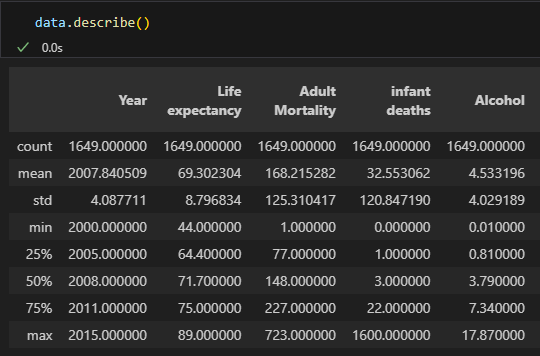 data.describe()
0.0s
Year Life expectancy Adult Mortality infant deaths Alcohol
count 1649.000000 1649.000000 1649.000000 1649.000000 1649.000000
mean 2007.840509 69.302304 168.215282 32.553062 4.533196
std 4.087711 8.796834 125.310417 120.847190 4.029189
min 2000.000000 44.000000 1.000000 0.000000 0.010000
25% 2005.000000 64.400000 77.000000 1.000000 0.810000
50% 2008.000000 71.700000 148.000000 3.000000 3.790000
75% 2011.000000 75.000000 227.000000 22.000000 7.340000
max 2015.000000 89.000000 723.000000 1600.000000 17.870000